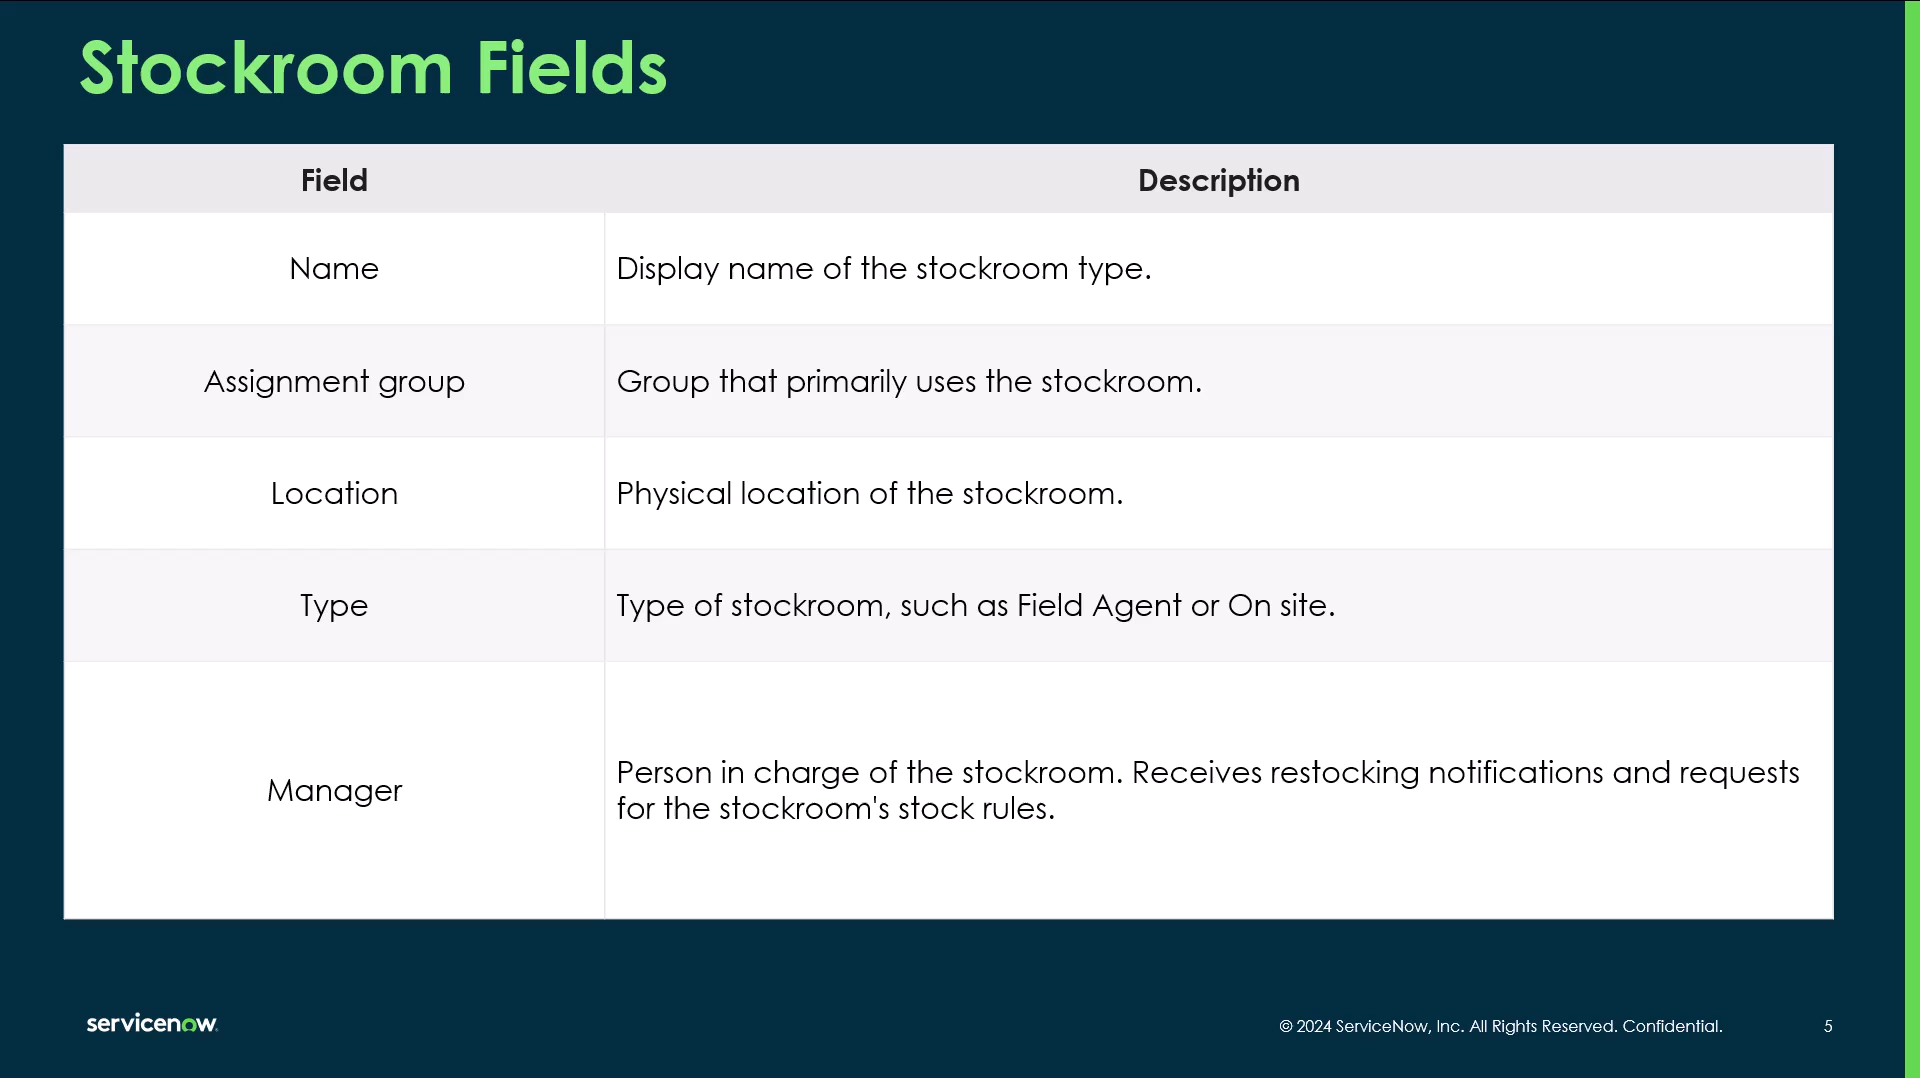 Stockroom Fields
Field Description
Name Display name of the stockroom type.
Assignment group Group that primarily uses the stockroom.
Location Physical location of the stockroom.
Type Type of stockroom, such as Field Agent or On site.
Manager Person in charge of the stockroom. Receives restocking notifications and requests
for the stockroom's stock rules.
servicenow
© 2024 ServiceNow, Inc. All Rights Reserved. Confidential. 5